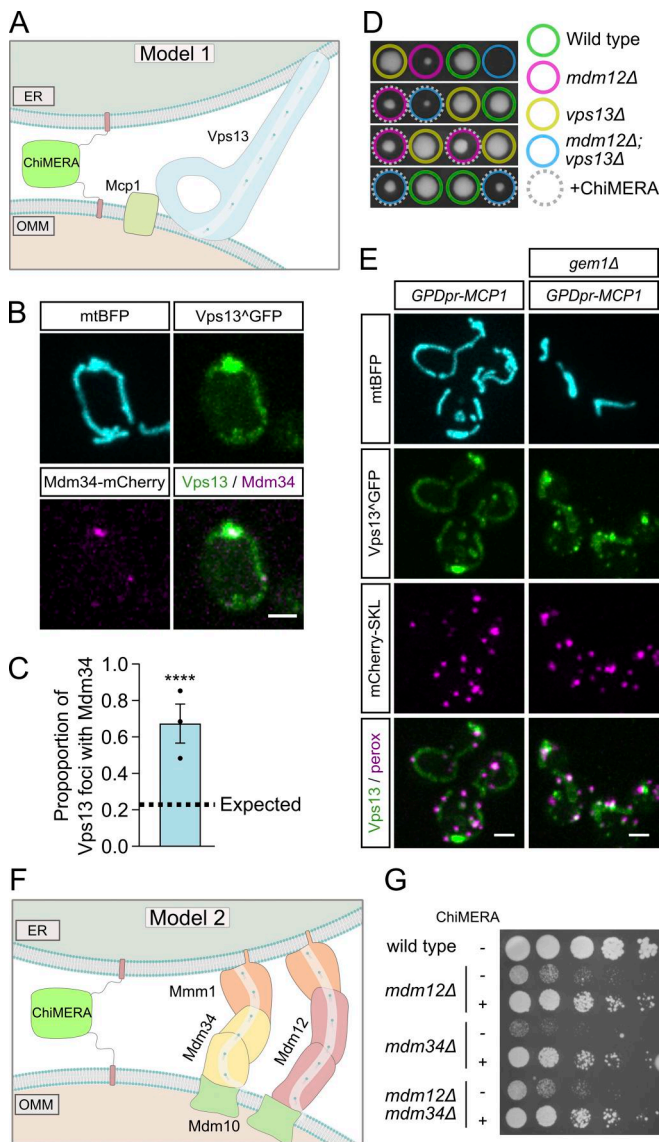 A
Model 1
ER
ChiMERA
Vps13
Mcp1
OMM
B
mtBFP
Vps13^GFP
Mdm34-mCherry
Vps13 / Mdm34
C
Propoportion of
Vps13 foci with Mdm34
1.0
0.8
0.6
0.4
0.2
0.0
****
Expected
D
Wild type
mdm12Δ
vps13Δ
mdm12Δ;
vps13Δ
+ChiMERA
E
gem1Δ
GPDpr-MCP1
GPDpr-MCP1
mtBFP
Vps13^GFP
mCherry-SKL
Vps13 / perox
F
Model 2
ER
ChiMERA
Mmm1
Mdm34
Mdm12
OMM
Mdm10
G
ChiMERA
wild type -
mdm12Δ
-
+
mdm34Δ
-
+
mdm12Δ
mdm34Δ
-
+